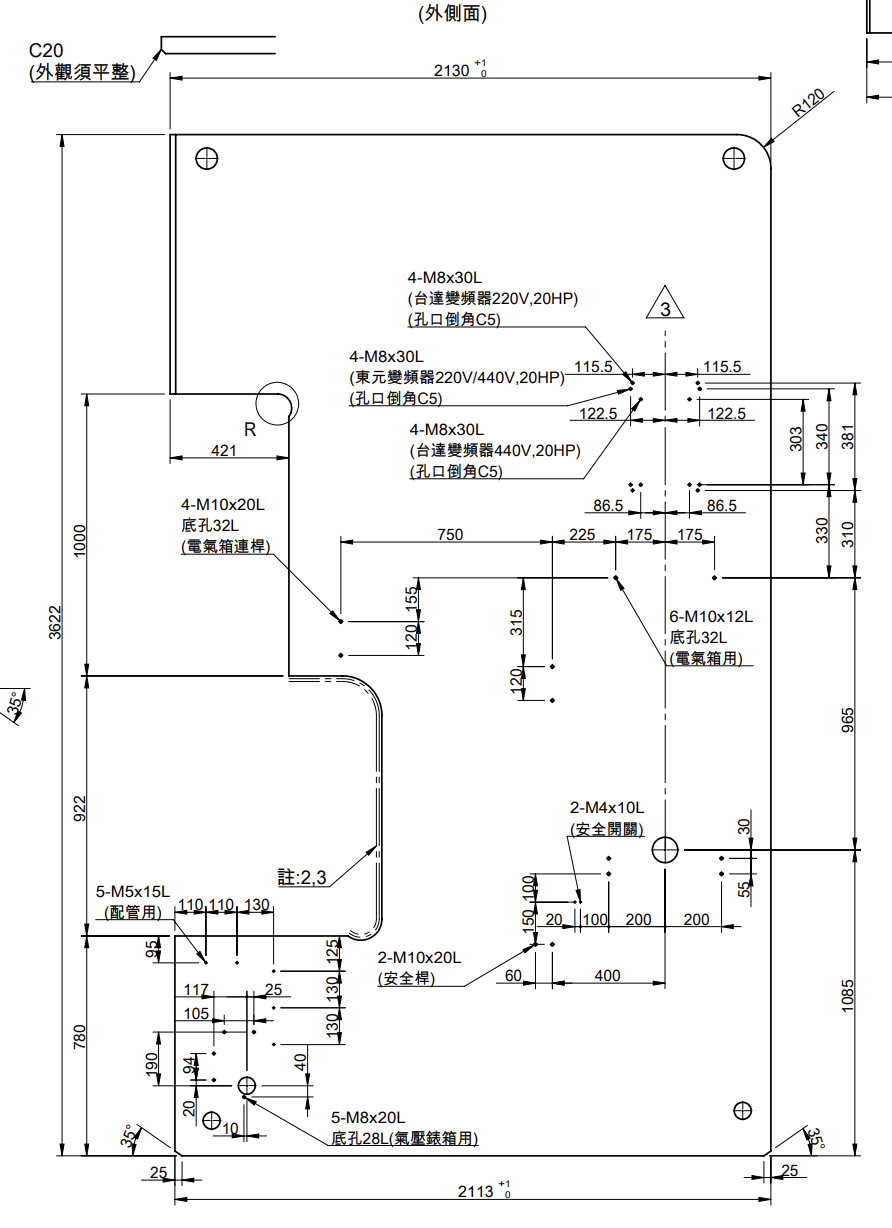 (外側面)
C20
(外觀須平整)
2130 +1 0
R120
4-M8x30L
(台達變頻器220V,20HP)
(孔口倒角C5)
3
4-M8x30L
(東元變頻器220V/440V,20HP)
(孔口倒角C5)
115.5
115.5
4-M8x30L
(台達變頻器440V,20HP)
(孔口倒角C5)
122.5
122.5
R
421
303
340
381
86.5
86.5
4-M10x20L
底孔32L
(電氣箱連桿)
750
225
175
175
330
310
1000
155
120
315
120
6-M10x12L
底孔32L
(電氣箱用)
3622
35°
965
922
2-M4x10L
(安全開關)
30
55
註:2,3
5-M5x15L
(配管用)
110
110
130
100
150
20
100
200
200
95
125
2-M10x20L
(安全桿)
60
400
117
25
130
105
130
1085
780
190
94
40
20
10
5-M8x20L
底孔28L(氣壓錶箱用)
35°
35°
25
25
2113 +1 0